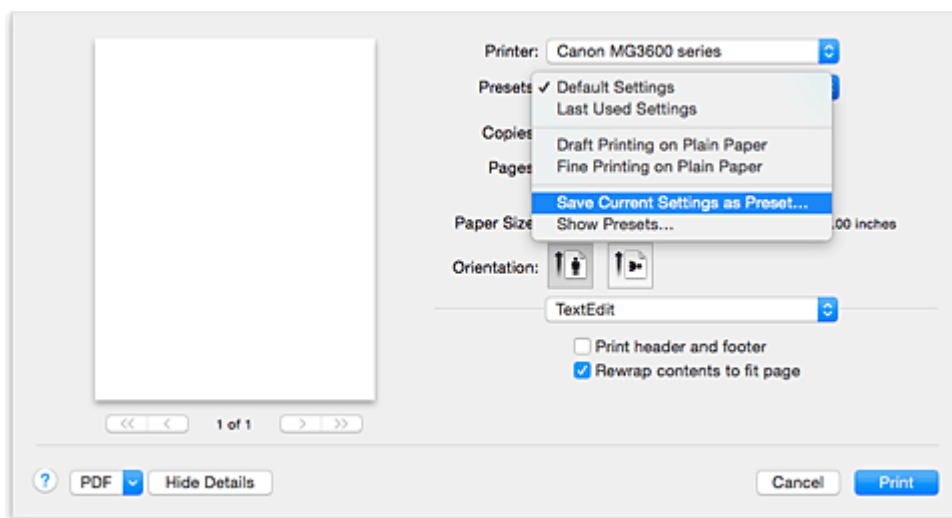 Printer: Canon MG3600 series
Presets ✓ Default Settings
Last Used Settings
Copies
Draft Printing on Plain Paper
Pages
Fine Printing on Plain Paper
Save Current Settings as Preset...
Paper Size
Show Presets...
.00 inches
Orientation:
TextEdit
Print header and footer
Rewrap contents to fit page
<< < 1 of 1 > >>
? PDF Hide Details Cancel Print